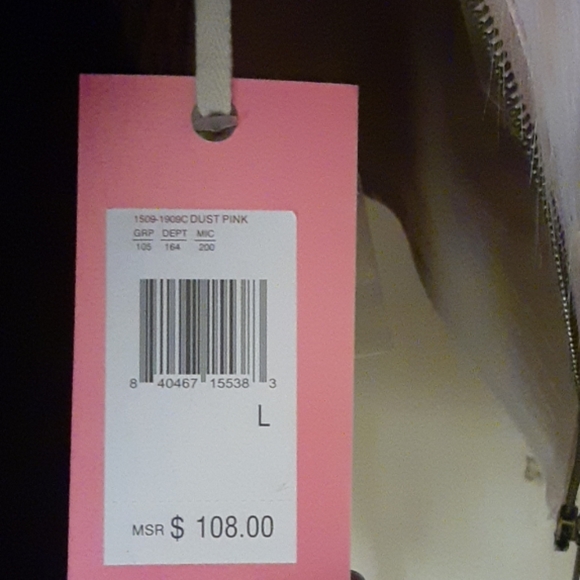 1509-1909C DUST PINK
GRP DEPT MIC
105 164 200
8 40467 15538 3
L
MSR $ 108.00